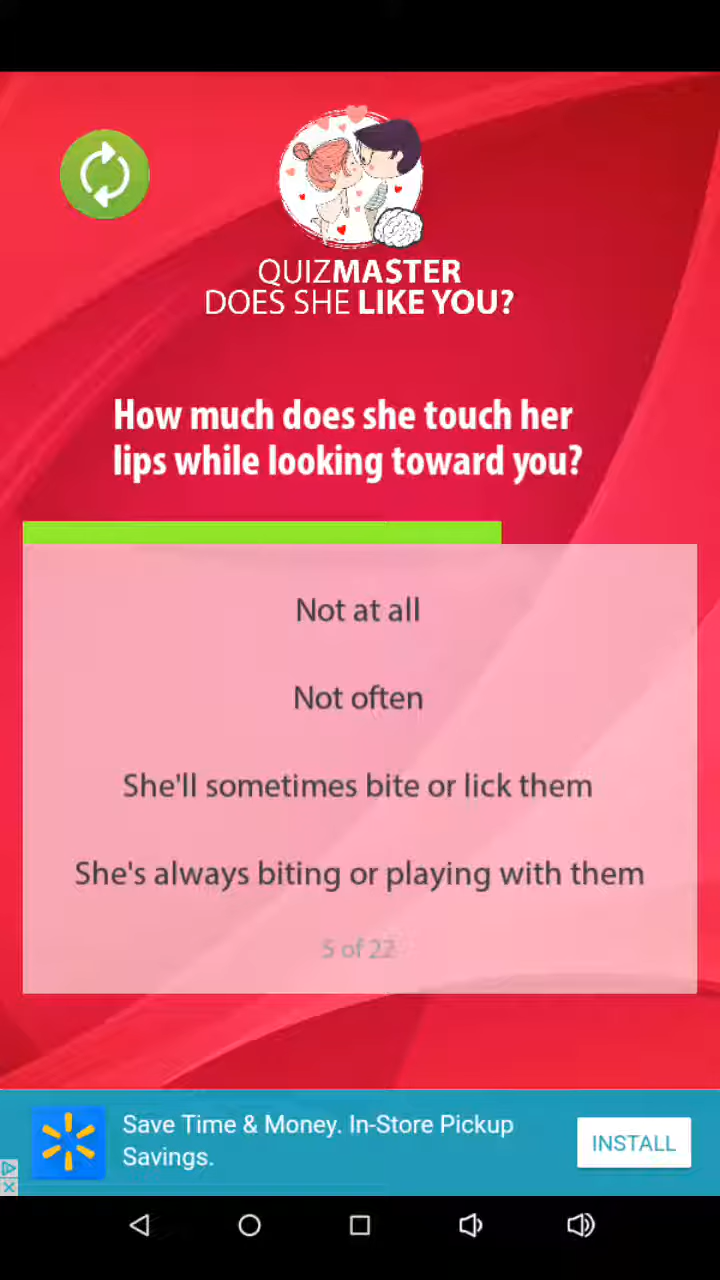 QUIZMASTER
DOES SHE LIKE YOU?
How much does she touch her
lips while looking toward you?
Not at all
Not often
She'll sometimes bite or lick them
She's always biting or playing with them
5 of 22
Save Time & Money. In-Store Pickup
Savings.
INSTALL